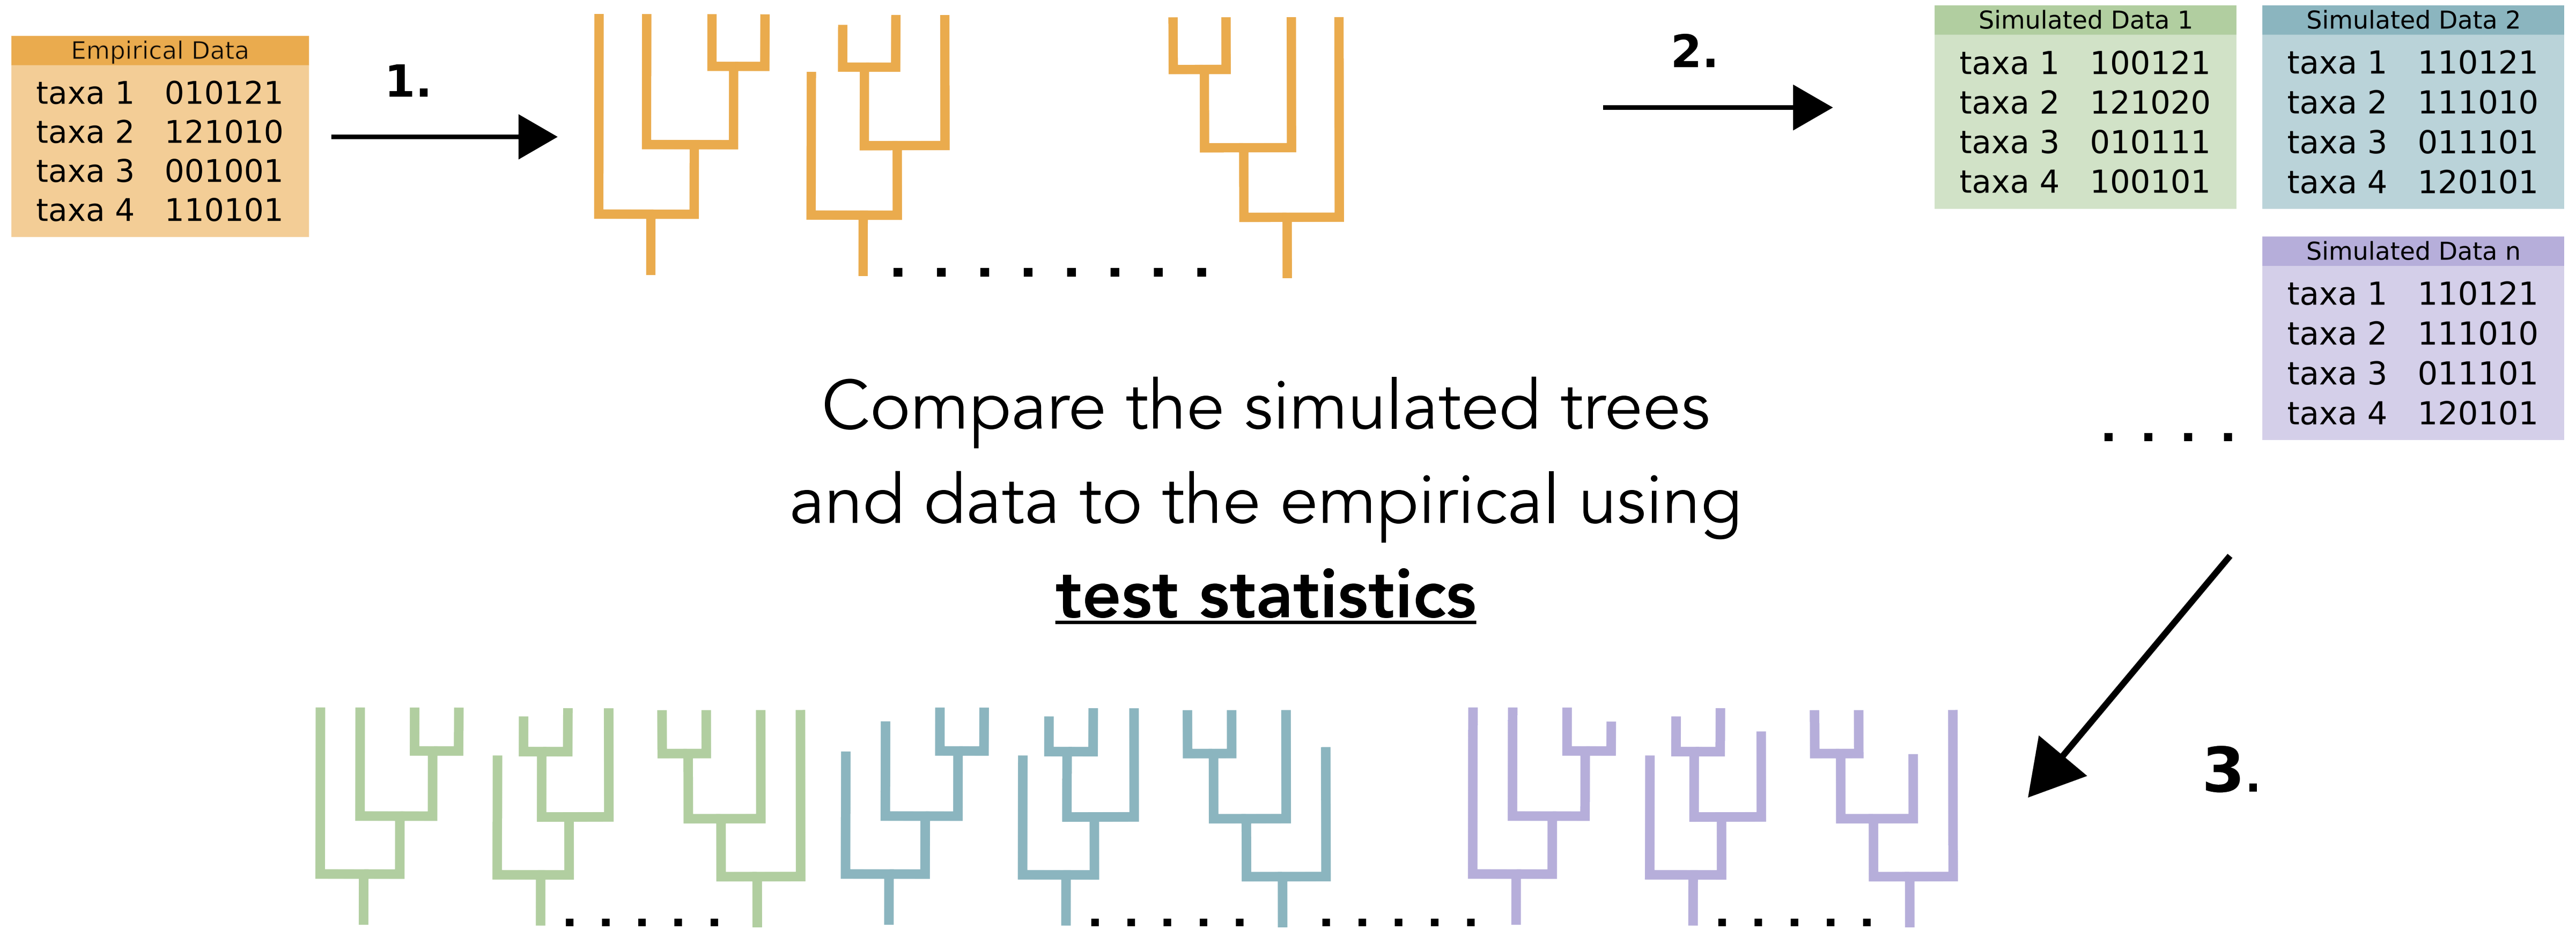 Empirical Data
taxa 1 010121
taxa 2 121010
taxa 3 001001
taxa 4 110101
1.
2.
Simulated Data 1
taxa 1 100121
taxa 2 121020
taxa 3 010111
taxa 4 100101
Simulated Data 2
taxa 1 110121
taxa 2 111010
taxa 3 011101
taxa 4 120101
Simulated Data n
taxa 1 110121
taxa 2 111010
taxa 3 011101
taxa 4 120101
Compare the simulated trees
and data to the empirical using
test statistics
3.